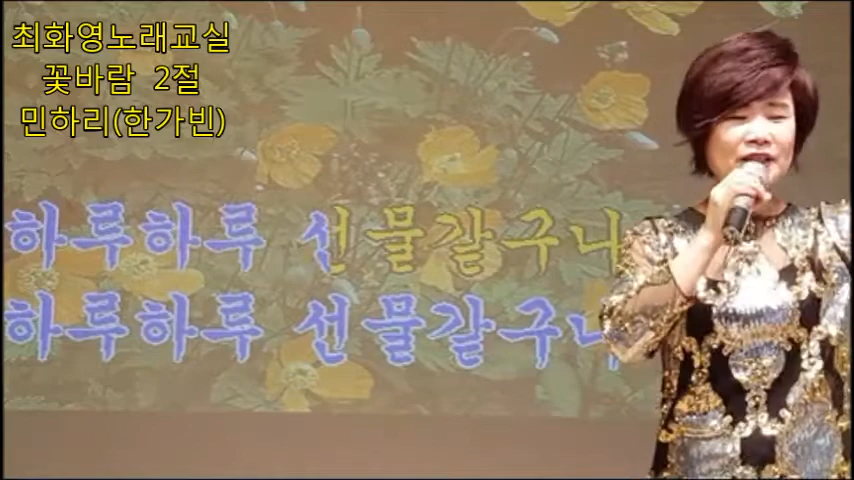 최화영노래교실
꽃바람 2절
민하리(한가빈)
하루하루 선물같구나
하루하루 선물같구나